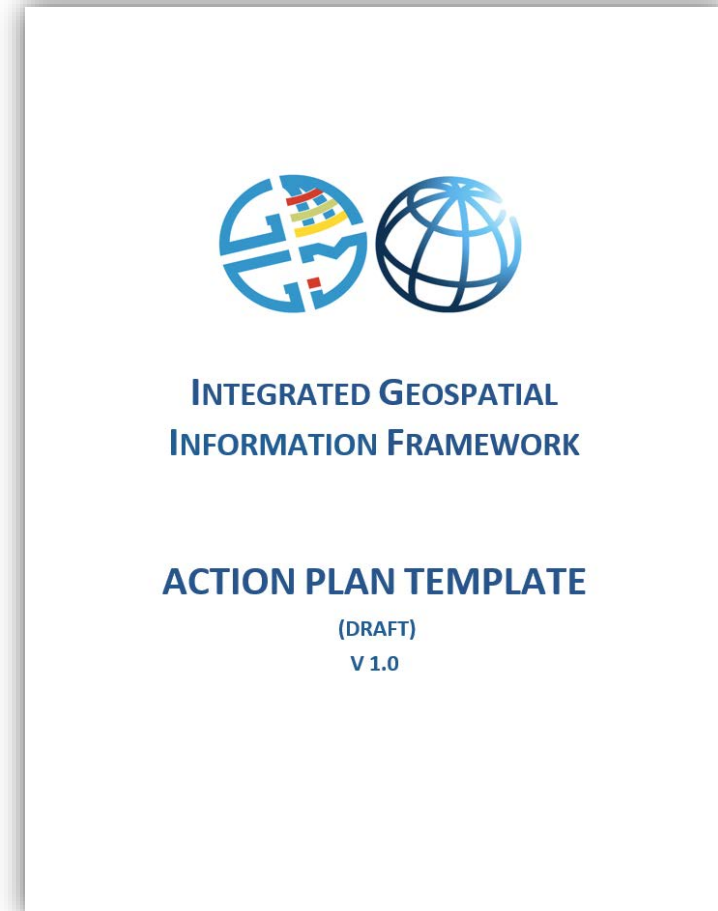 INTEGRATED GEOSPATIAL
INFORMATION FRAMEWORK
ACTION PLAN TEMPLATE
(DRAFT)
V 1.0